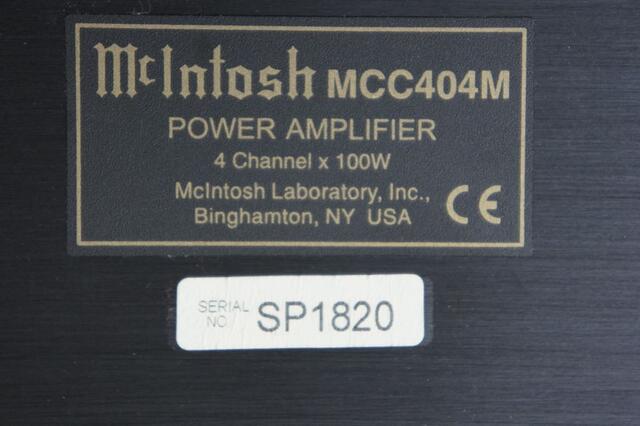 McIntosh MCC404M
POWER AMPLIFIER
4 Channel x 100W
McIntosh Laboratory, Inc.,
Binghamton, NY USA
CE
SERIAL NO. SP1820